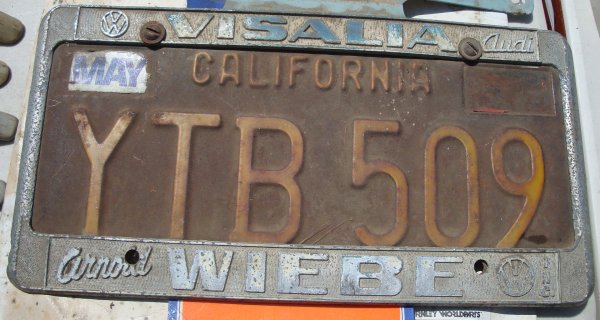 VISALIA Audi
MAY CALIFORNIA
YTB 509
Arnold WIEBE